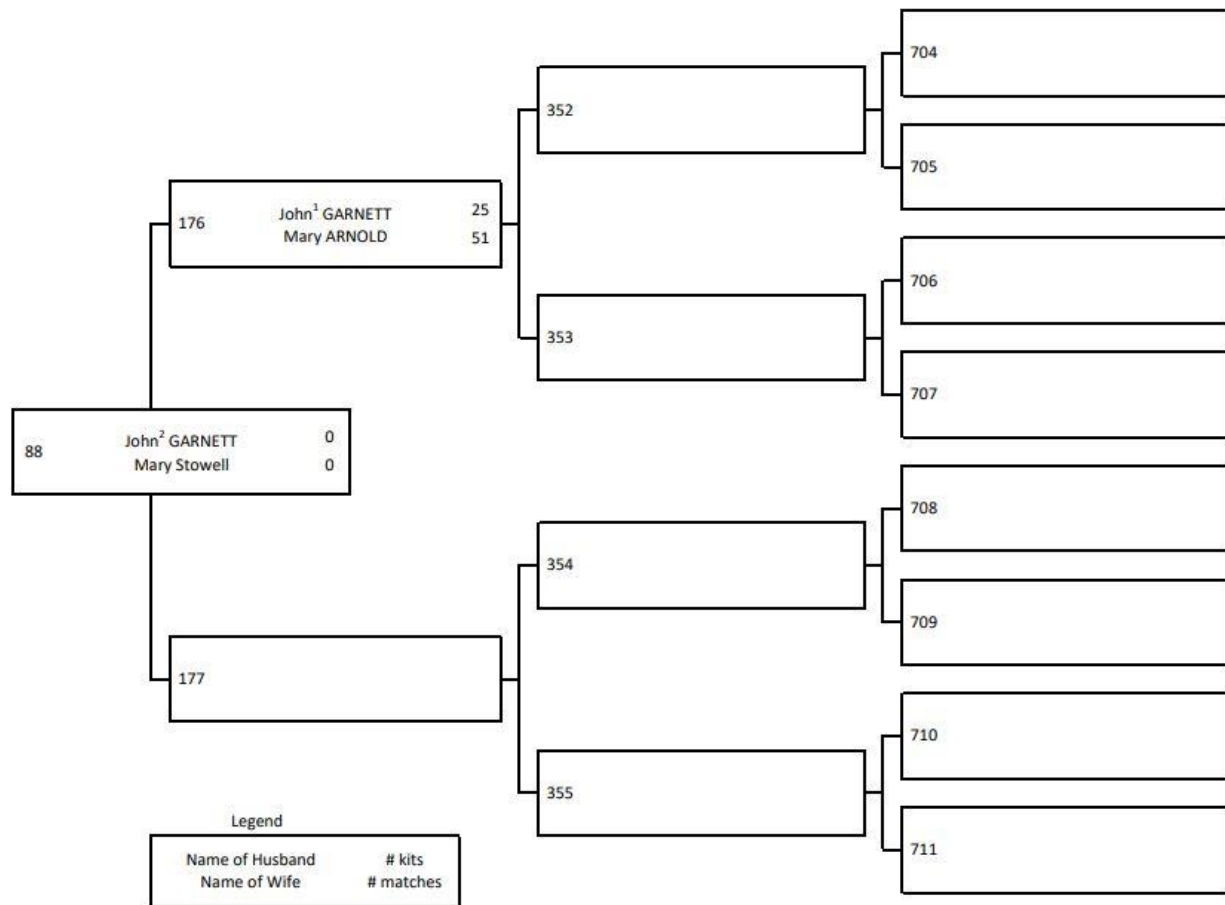 704
352
705
176 John¹ GARNETT 25
Mary ARNOLD 51
706
353
707
88 John² GARNETT 0
Mary Stowell 0
708
354
709
177
710
355
711
Legend
Name of Husband # kits
Name of Wife # matches